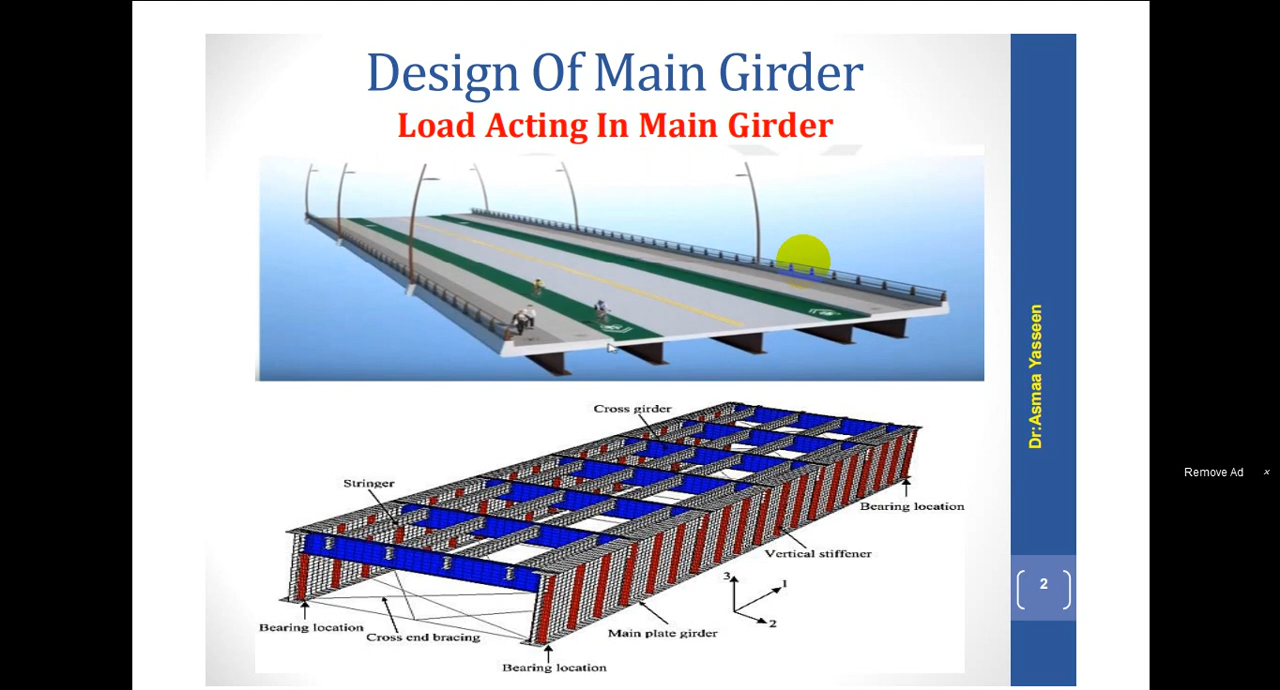 Design Of Main Girder
Load Acting In Main Girder
Cross girder
Stringer
Bearing location
Vertical stiffener
3
1
2
Bearing location
Cross end bracing
Main plate girder
Bearing location
Dr:Asmaa Yasseen
2
Remove Ad ×